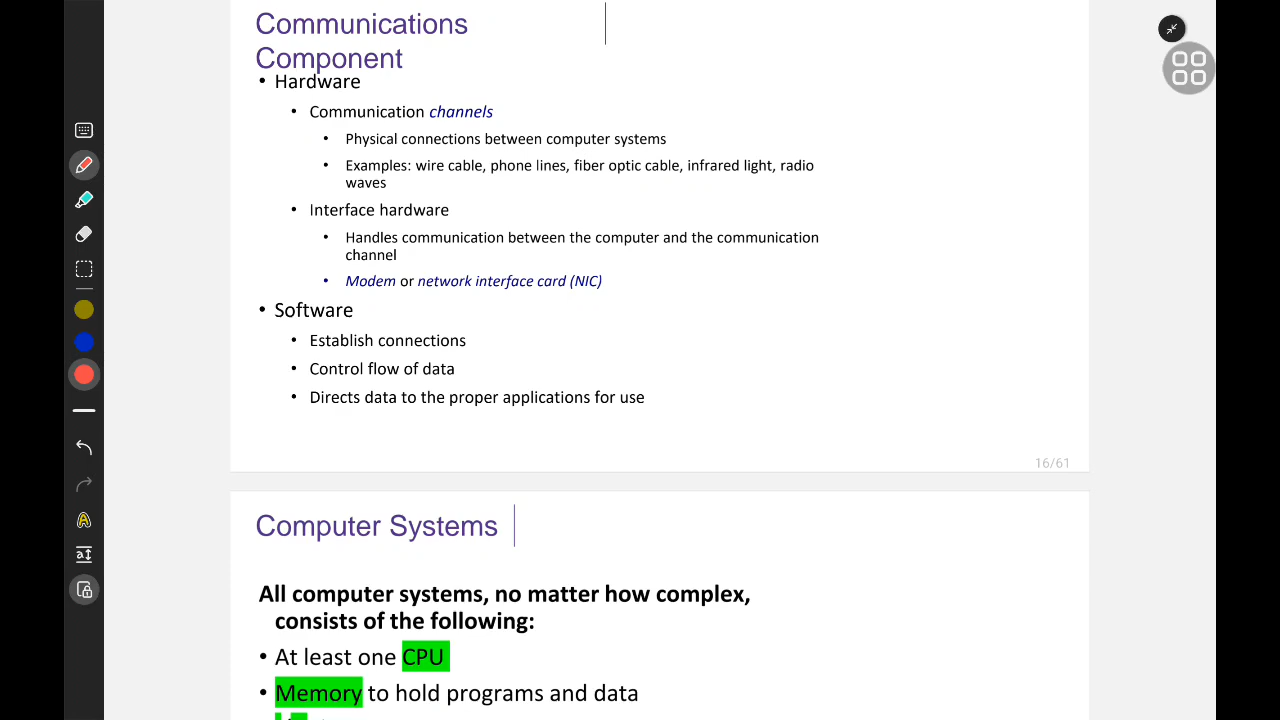 Communications
Component
• Hardware
• Communication channels
• Physical connections between computer systems
• Examples: wire cable, phone lines, fiber optic cable, infrared light, radio
waves
• Interface hardware
• Handles communication between the computer and the communication
channel
• Modem or network interface card (NIC)
• Software
• Establish connections
• Control flow of data
• Directs data to the proper applications for use
16/61
Computer Systems
All computer systems, no matter how complex,
consists of the following:
• At least one CPU
• Memory to hold programs and data